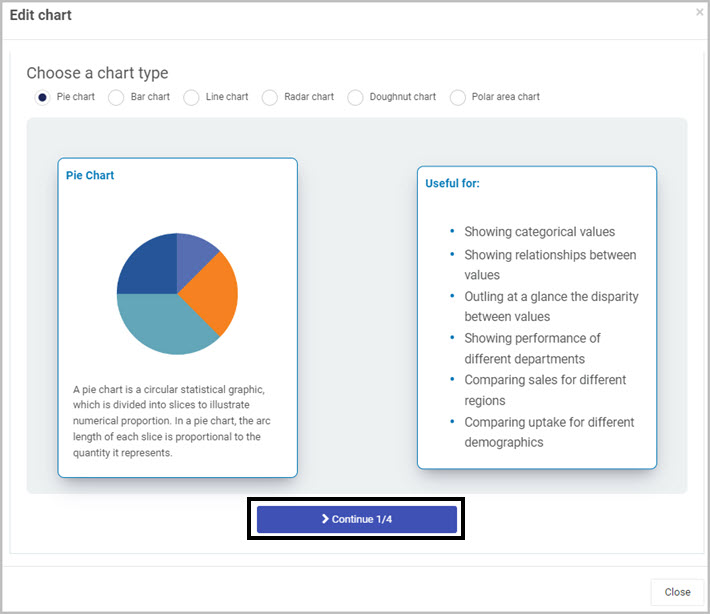 Edit chart
×
Choose a chart type
Pie chart Bar chart Line chart Radar chart Doughnut chart Polar area chart
Pie Chart
A pie chart is a circular statistical graphic,
which is divided into slices to illustrate
numerical proportion. In a pie chart, the arc
length of each slice is proportional to the
quantity it represents.
Useful for:
• Showing categorical values
• Showing relationships between
values
• Outling at a glance the disparity
between values
• Showing performance of
different departments
• Comparing sales for different
regions
• Comparing uptake for different
demographics
Continue 1/4
Close